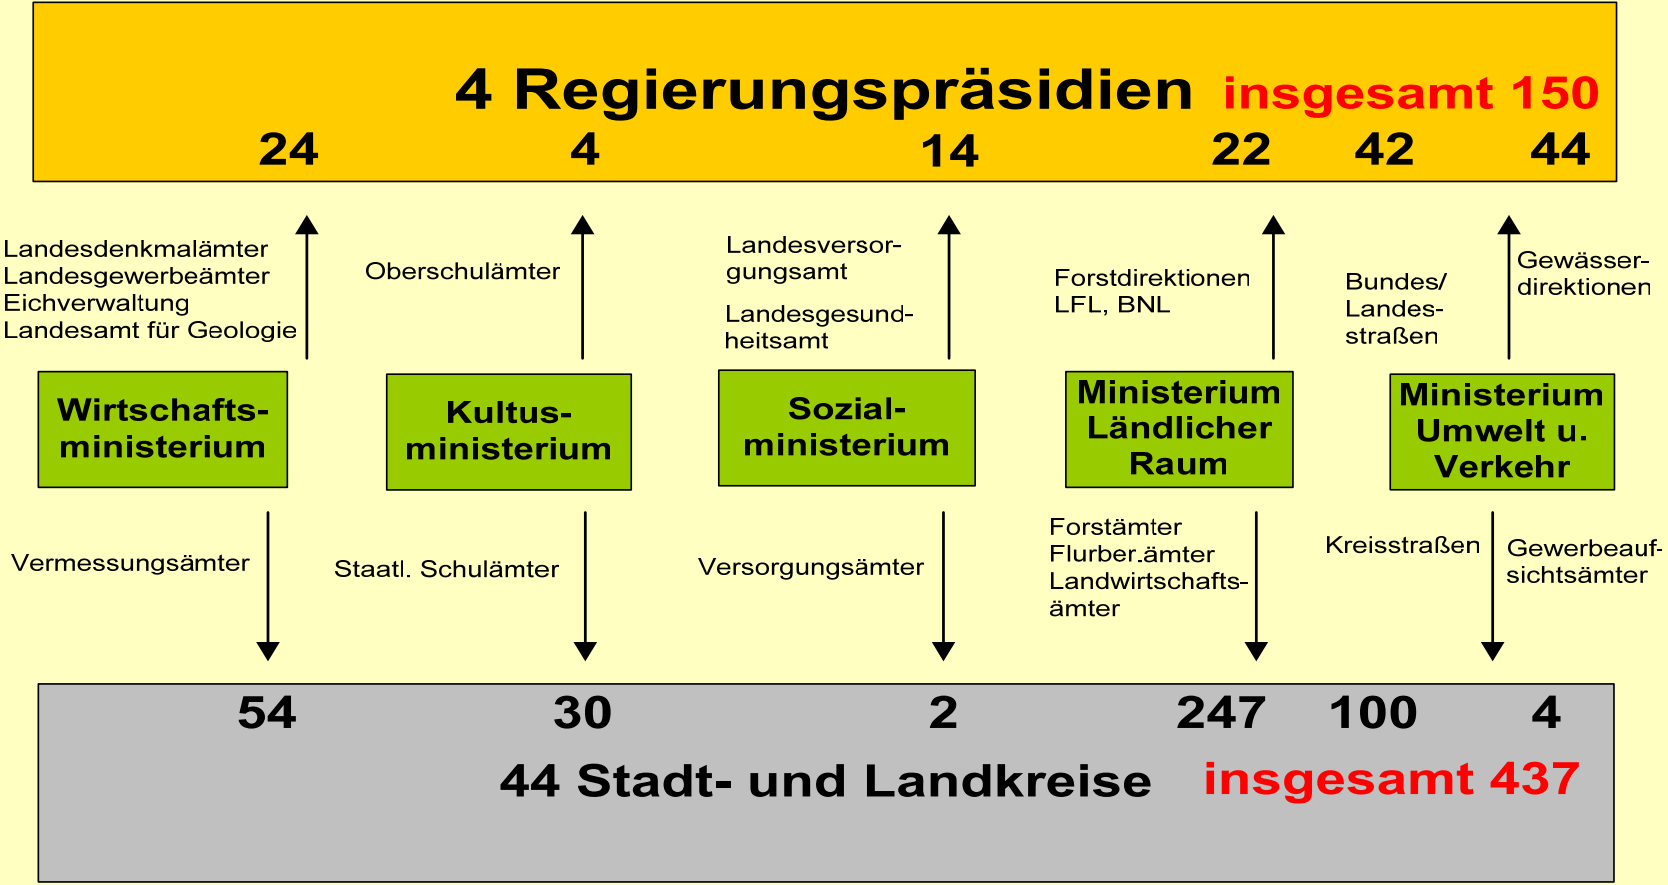 4 Regierungspräsidien insgesamt 150
24 4 14 22 42 44
Landesdenkmalämter
Landesgewerbeämter
Eichverwaltung
Landesamt für Geologie
Oberschulämter
Landesversor-
gungsamt
Landesgesund-
heitsamt
Forstdirektionen
LFL, BNL
Bundes/
Landes-
straßen
Gewässer-
direktionen
Wirtschafts-
ministerium
Kultus-
ministerium
Sozial-
ministerium
Ministerium
Ländlicher
Raum
Ministerium
Umwelt u.
Verkehr
Vermessungsämter
Staatl. Schulämter
Versorgungsämter
Forstämter
Flurber.ämter
Landwirtschafts-
ämter
Kreisstraßen
Gewerbeauf-
sichtsämter
54 30 2 247 100 4
44 Stadt- und Landkreise insgesamt 437